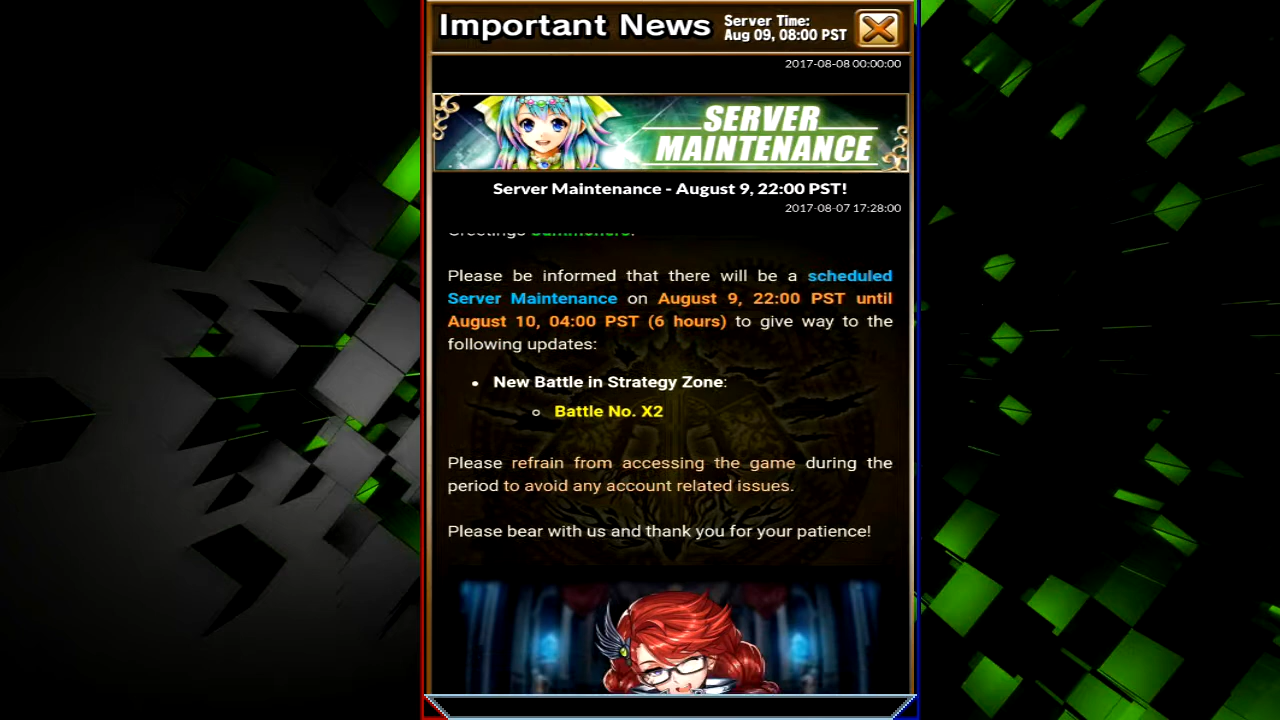 Important News
Server Time:
Aug 09, 08:00 PST
2017-08-08 00:00:00
SERVER
MAINTENANCE
Server Maintenance - August 9, 22:00 PST!
2017-08-07 17:28:00
Greetings Summoners.
Please be informed that there will be a scheduled
Server Maintenance on August 9, 22:00 PST until
August 10, 04:00 PST (6 hours) to give way to the
following updates:
• New Battle in Strategy Zone:
○ Battle No. X2
Please refrain from accessing the game during the
period to avoid any account related issues.
Please bear with us and thank you for your patience!